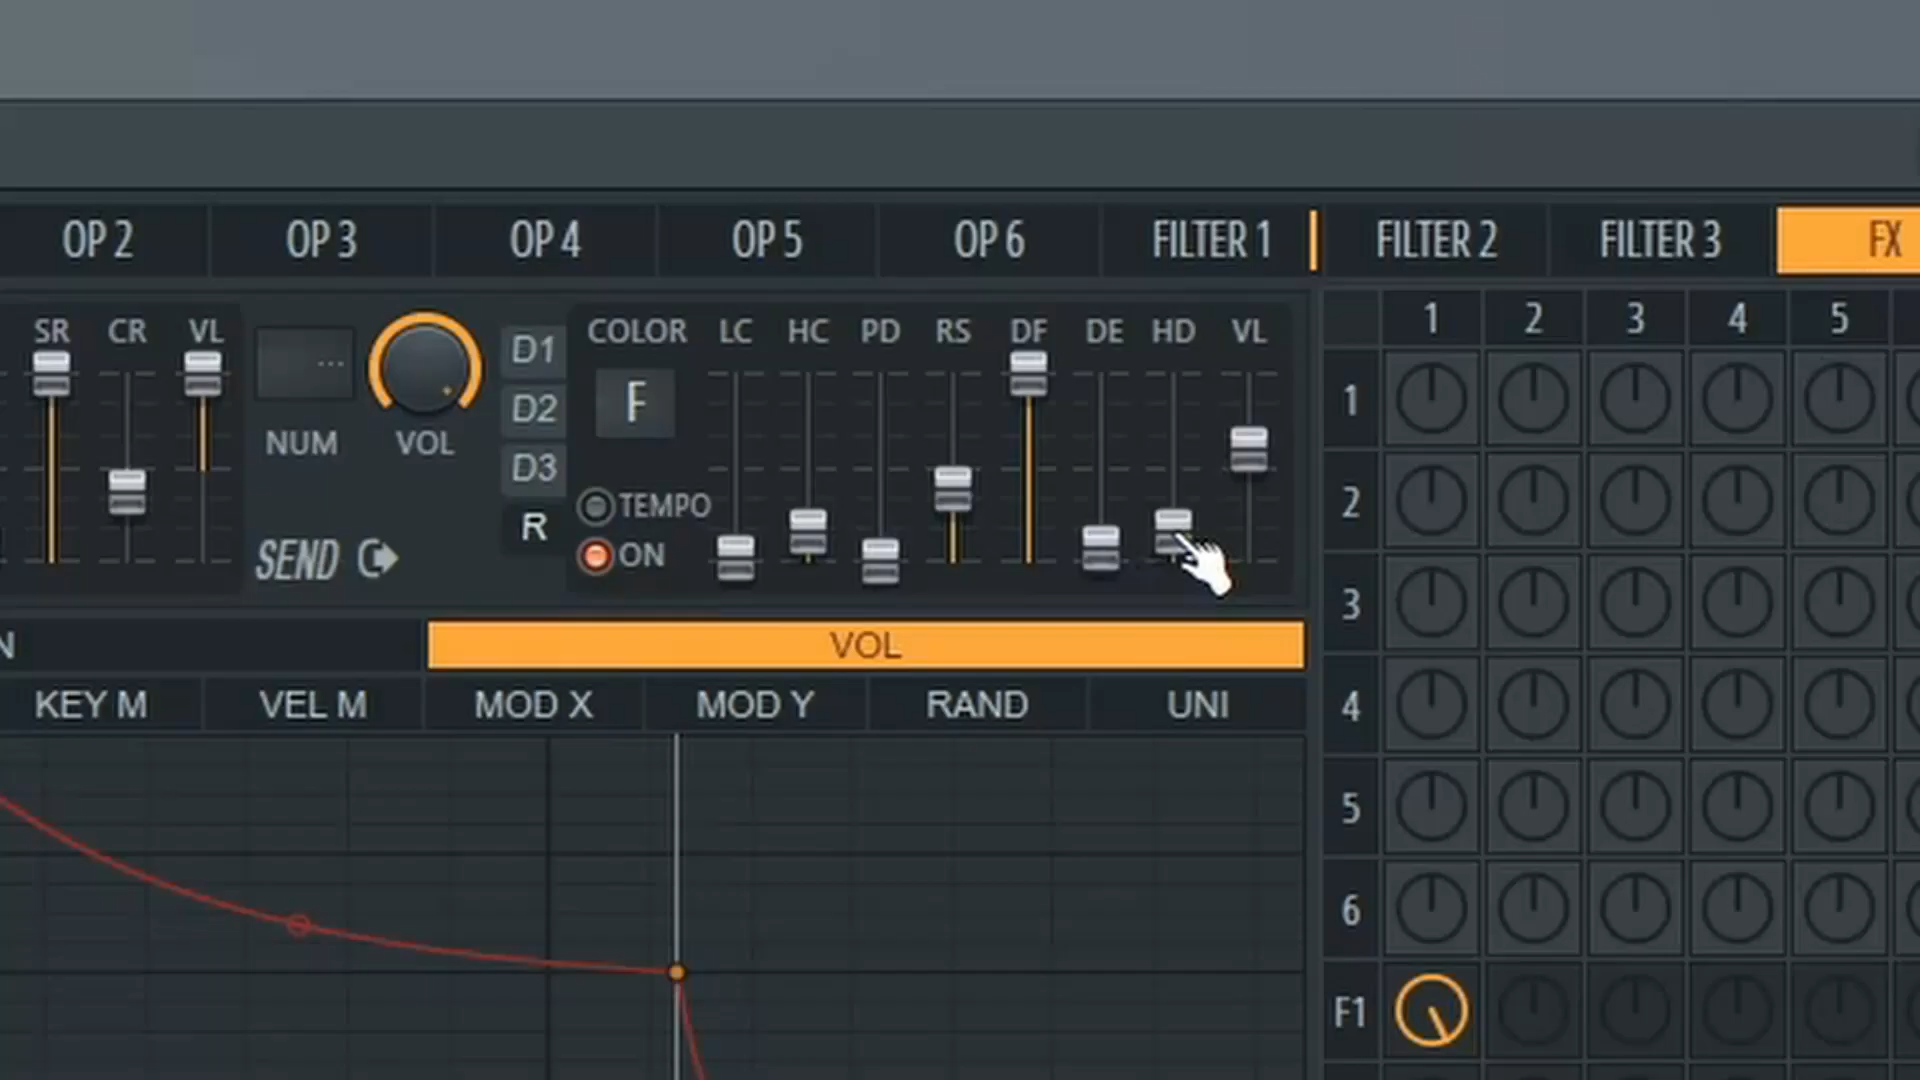 OP 2 OP 3 OP 4 OP 5 OP 6 FILTER 1 FILTER 2 FILTER 3 FX
1 2 3 4 5
SR CR VL COLOR LC HC PD RS DF DE HD VL
D1
F
1
D2
NUM VOL
D3
2
TEMPO
R
SEND
ON
3
N VOL
KEY M VEL M MOD X MOD Y RAND UNI
4
5
6
F1